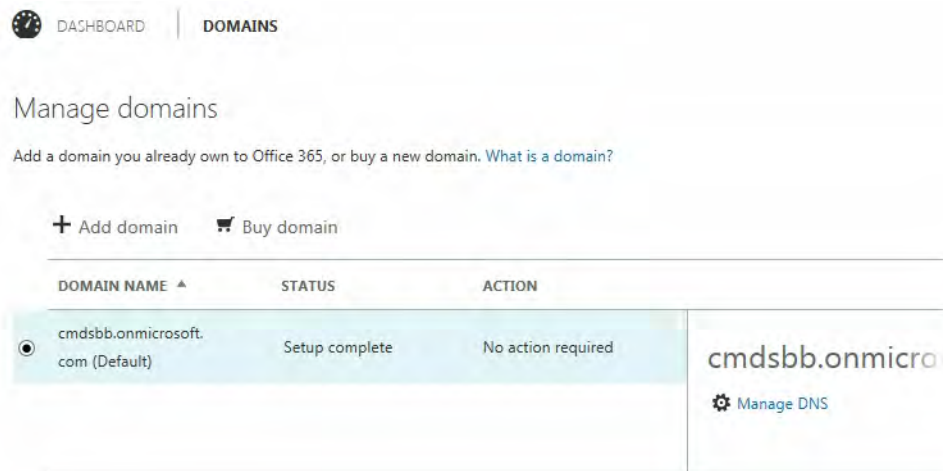 DASHBOARD DOMAINS
Manage domains
Add a domain you already own to Office 365, or buy a new domain. What is a domain?
Add domain Buy domain
DOMAIN NAME STATUS ACTION
cmdsbb.onmicrosoft.
com (Default)
Setup complete
No action required
cmdsbb.onmicro
Manage DNS